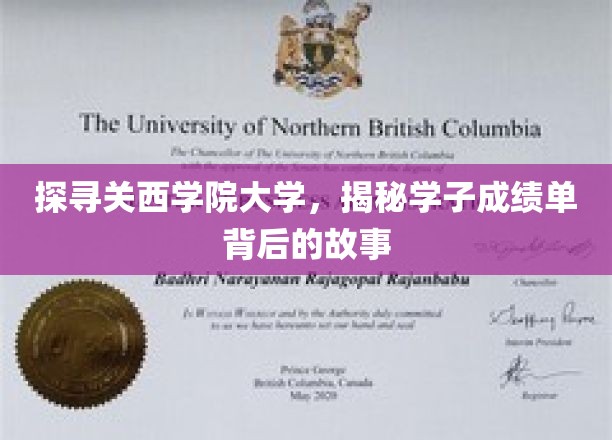 The University of Northern British Columbia
The Chancellor of The University of Northern British Columbia
with the approval of the Senate has conferred the degree of
探寻关西学院大学，揭秘学子成绩单
背后的故事
Badhri Narayanan Rajagopal Rajanbabu
Chancellor
In Witness Whereof and by the Authority duly committed
to us we have hereunto set our hand and seal
Interim President
Prince George
British Columbia, Canada
May 2020
Registrar